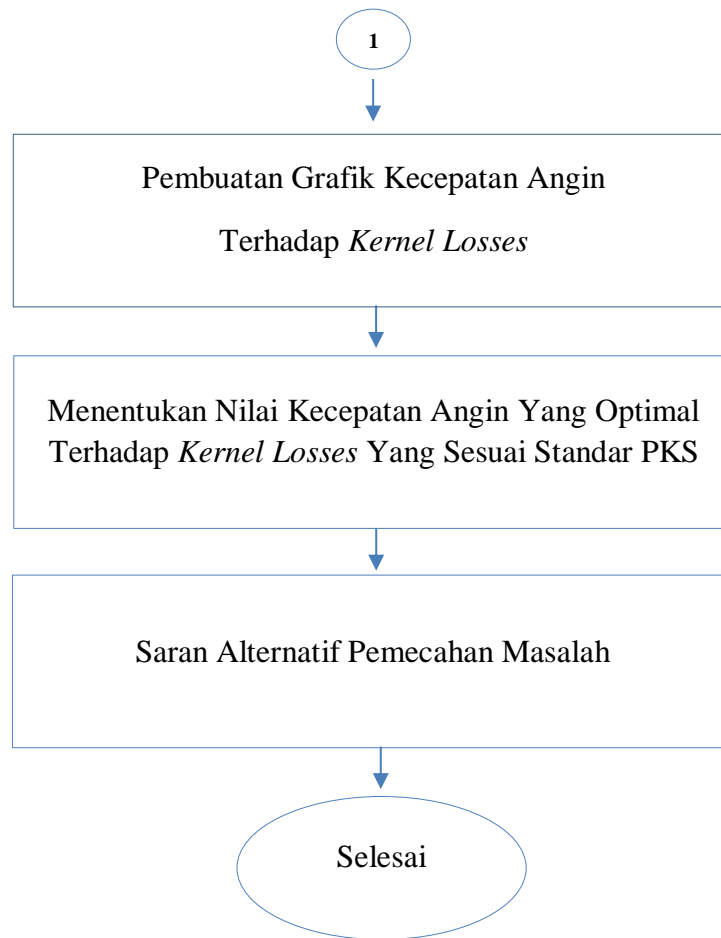 1
Pembuatan Grafik Kecepatan Angin
Terhadap Kernel Losses
Menentukan Nilai Kecepatan Angin Yang Optimal
Terhadap Kernel Losses Yang Sesuai Standar PKS
Saran Alternatif Pemecahan Masalah
Selesai